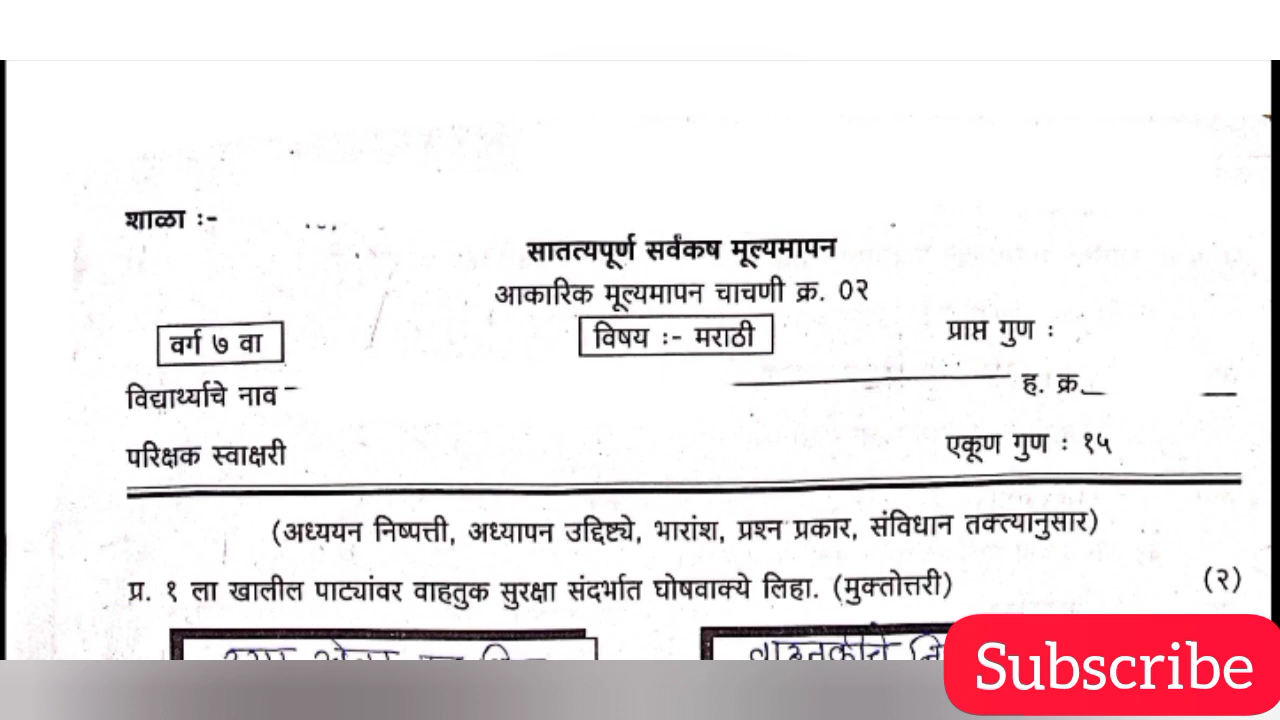 शाळा :-
सातत्यपूर्ण सर्वंकष मूल्यमापन
आकारिक मूल्यमापन चाचणी क्र. ०२
वर्ग ७ वा
विषय :- मराठी
प्राप्त गुण :
विद्यार्थ्याचे नाव –
ह. क्र.
परिक्षक स्वाक्षरी
एकूण गुण : १५
(अध्ययन निष्पत्ती, अध्यापन उद्दिष्ट्ये, भारांश, प्रश्न प्रकार, संविधान तक्त्यानुसार)
प्र. १ ला खालील पाट्यांवर वाहतुक सुरक्षा संदर्भात घोषवाक्ये लिहा. (मुक्तोत्तरी) (२)
Subscribe